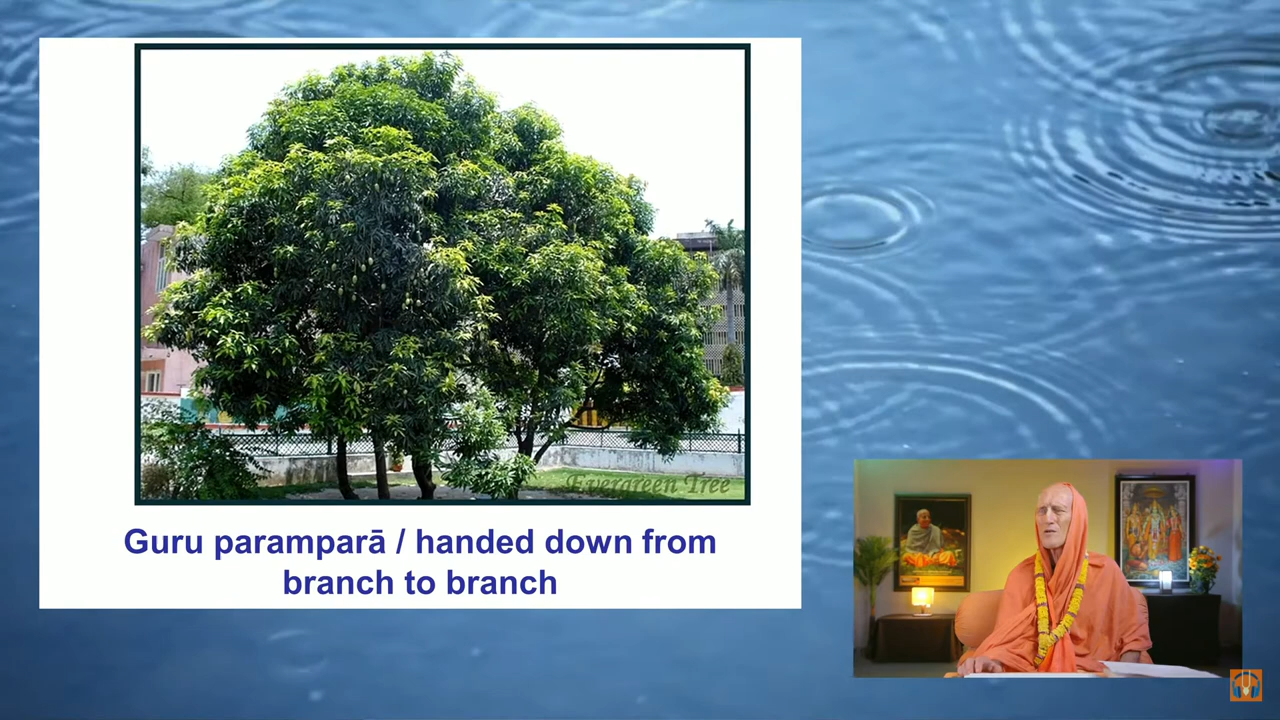 Evergreen Tree
Guru paramparā / handed down from
branch to branch